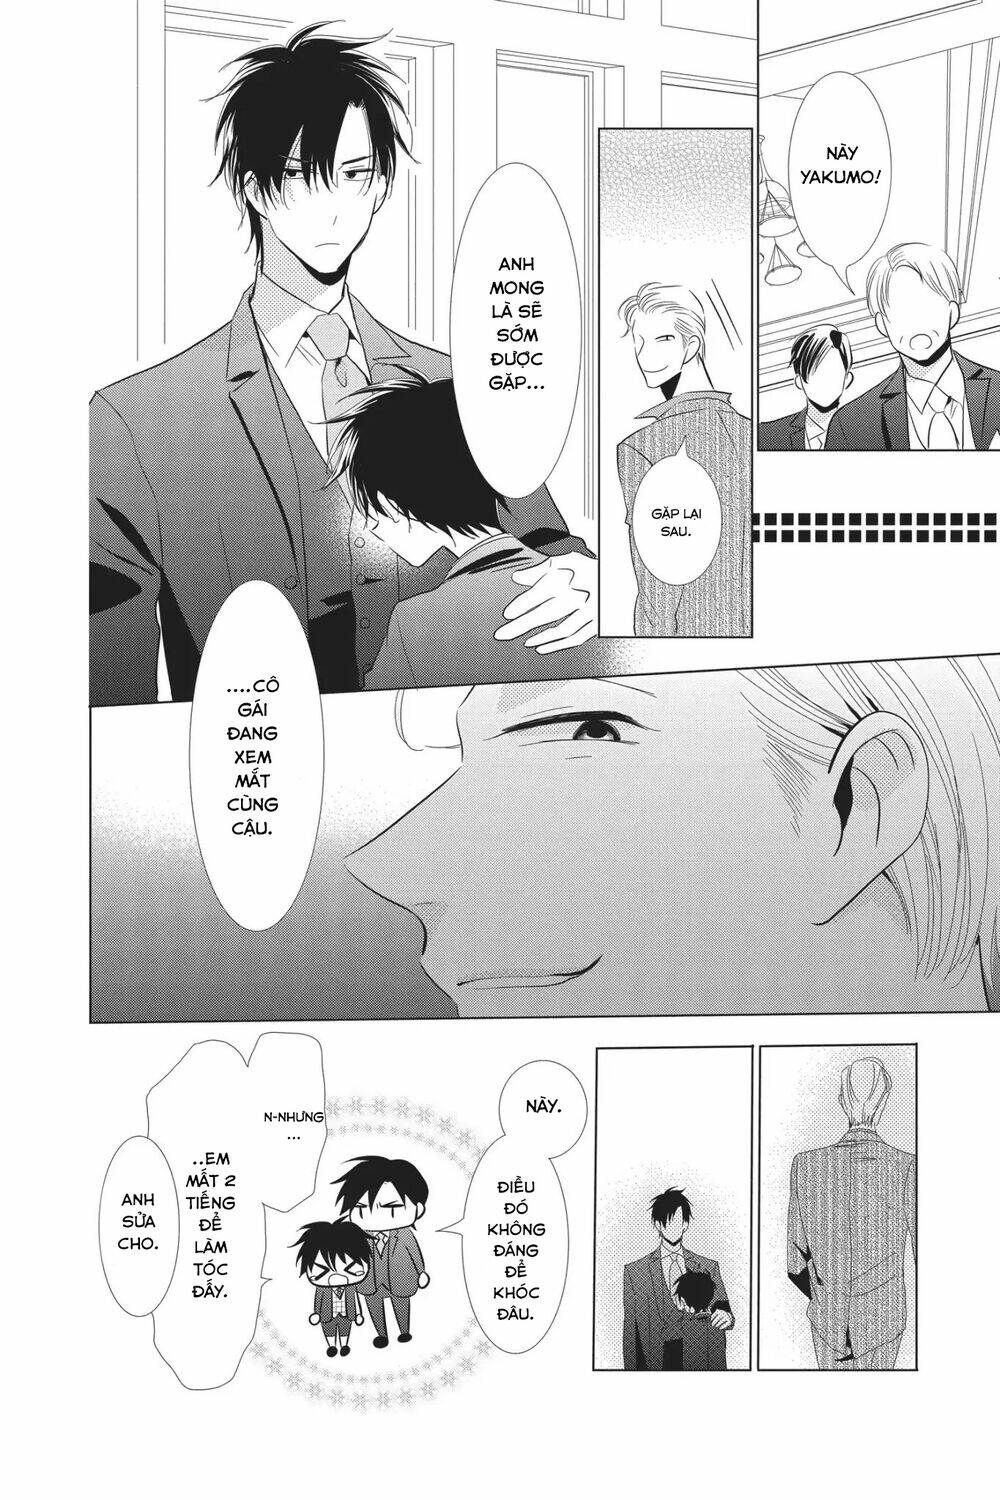 NÀY
YAKUMO!
GẶP LẠI
SAU.
ANH
MONG
LÀ SẼ
SỚM
ĐƯỢC
GẶP...
....CÔ
GÁI
ĐANG
XEM
MẮT
CÙNG
CẬU.
NÀY.
ĐIỀU
ĐÓ
KHÔNG
ĐÁNG
ĐỂ
KHÓC
ĐÂU.
N-NHƯNG
...
..EM
MẤT 2
TIẾNG
ĐỂ
LÀM
TÓC
ĐẤY.
ANH
SỬA
CHO.